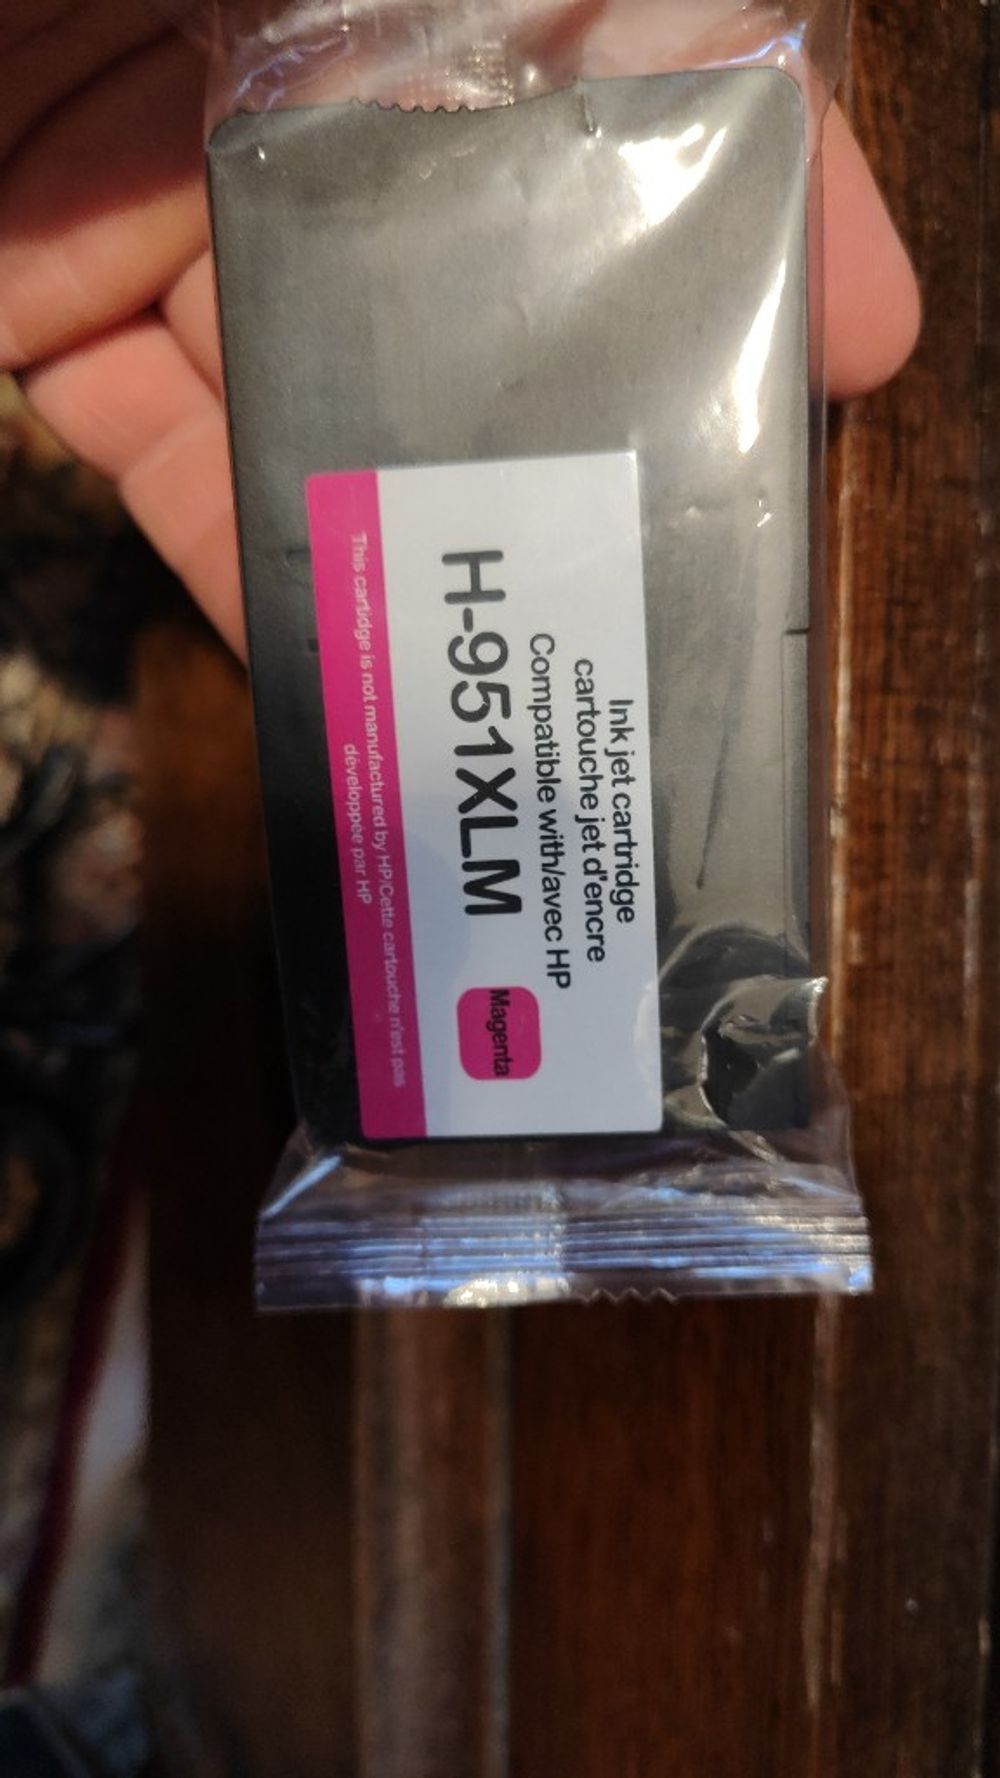 Ink jet cartridge
cartouche jet d'encre
Compatible with/avec HP
H-951XLM
Magenta
This cartidge is not manufactured by HP/Cette cartouche n'est pas
développée par HP